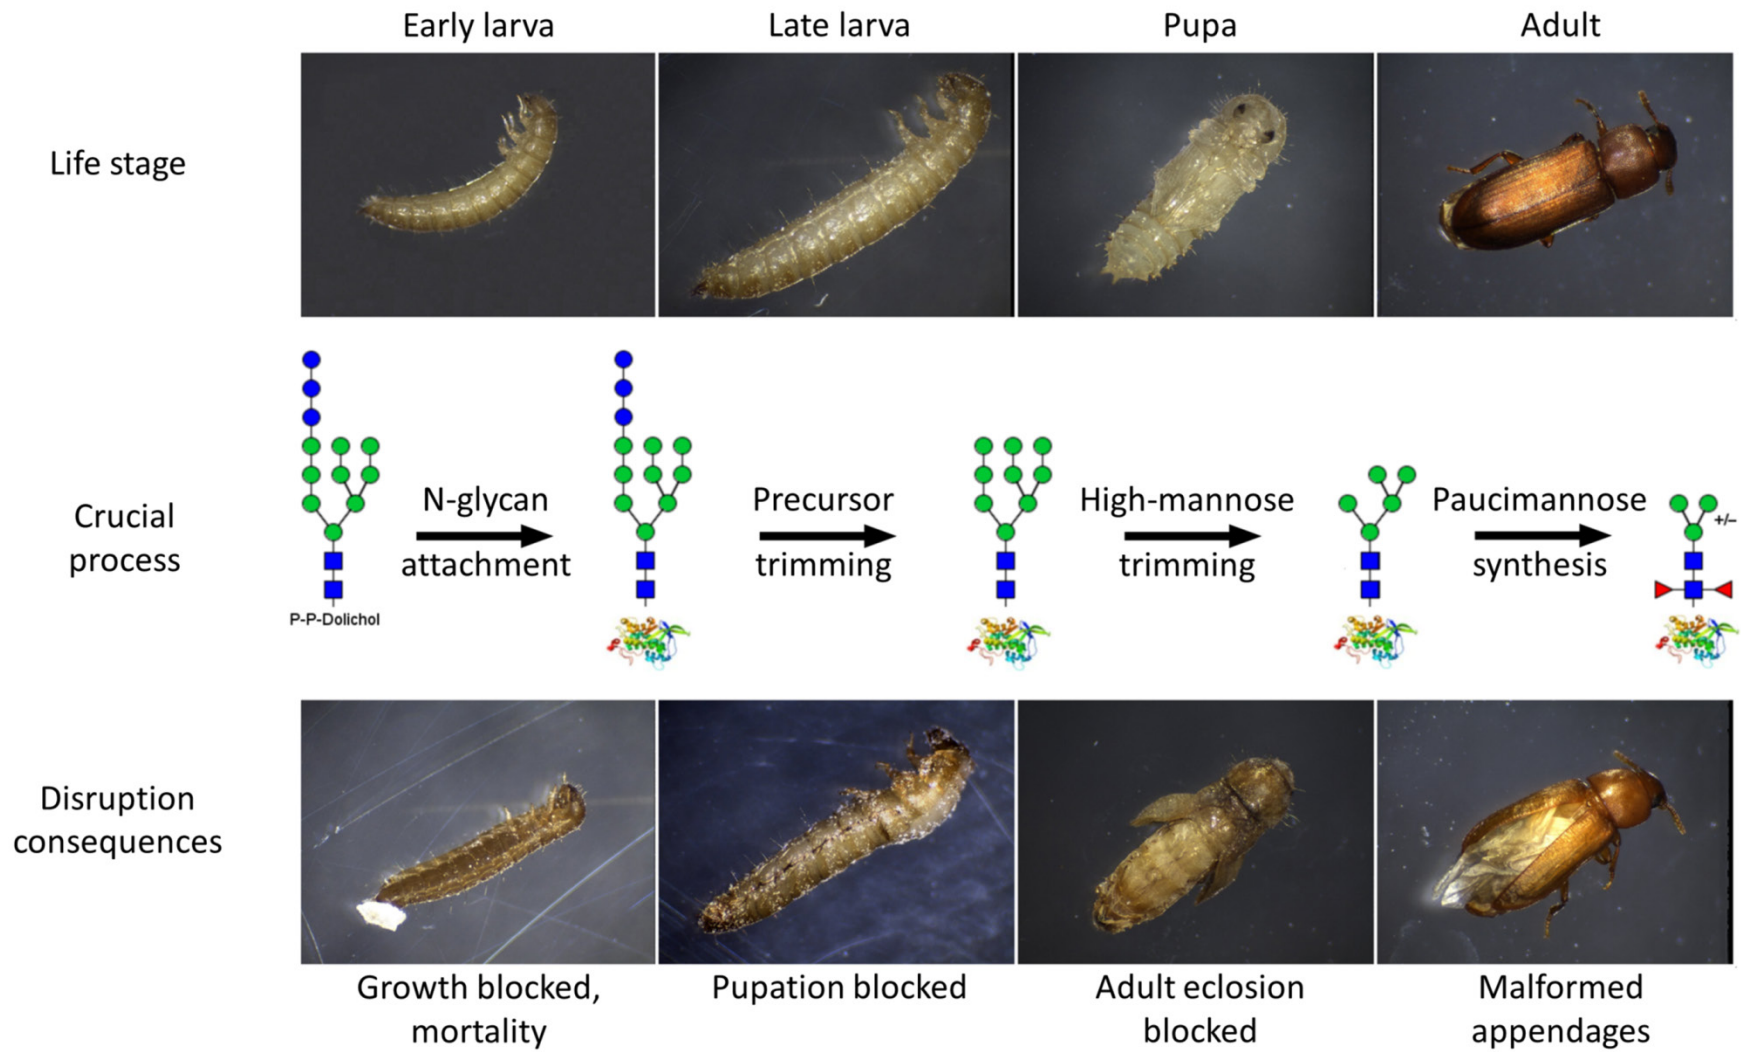 Early larva
Late larva
Pupa
Adult
Life stage
Crucial
process
N-glycan
attachment
Precursor
trimming
High-mannose
trimming
Paucimannose
synthesis
+/−
P-P-Dolichol
Disruption
consequences
Growth blocked,
mortality
Pupation blocked
Adult eclosion
blocked
Malformed
appendages